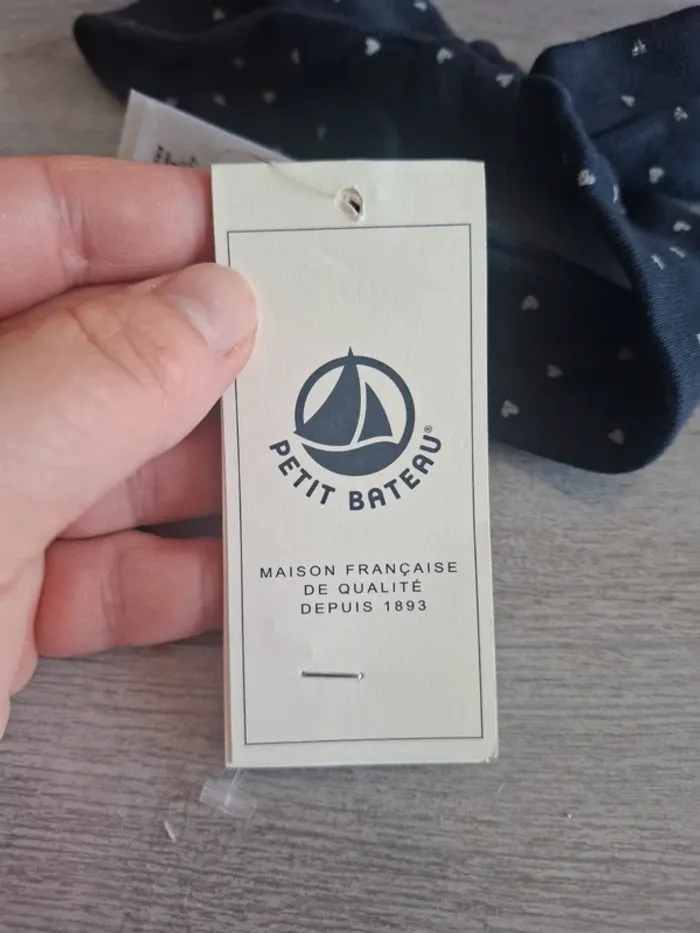 PETIT BATEAU®
MAISON FRANÇAISE
DE QUALITÉ
DEPUIS 1893